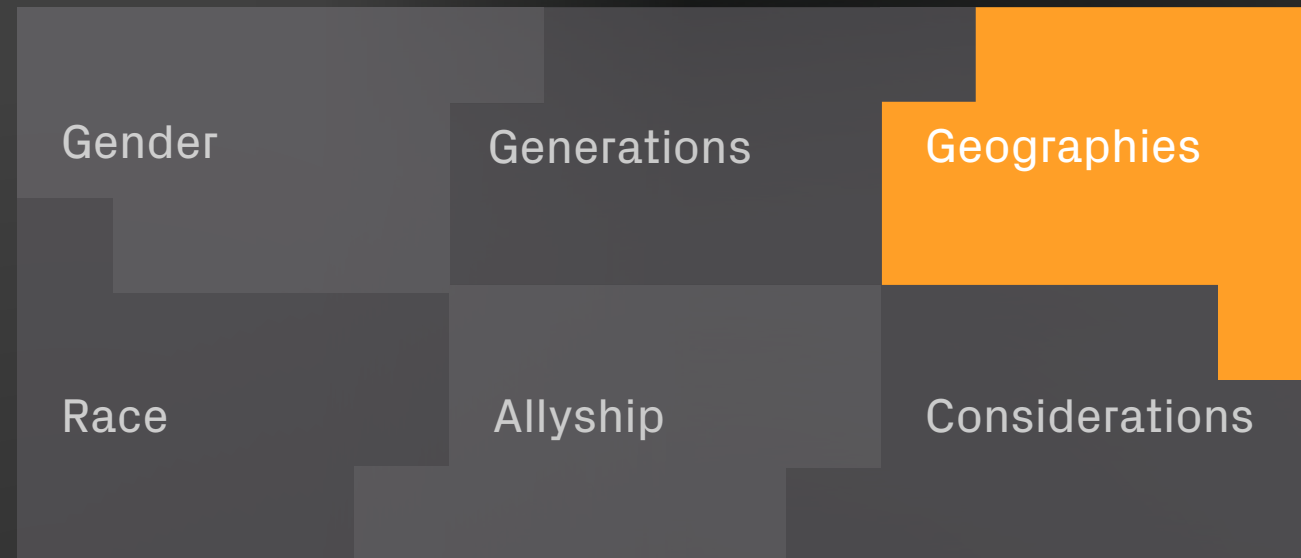 Gender
Generations
Geographies
Race
Allyship
Considerations